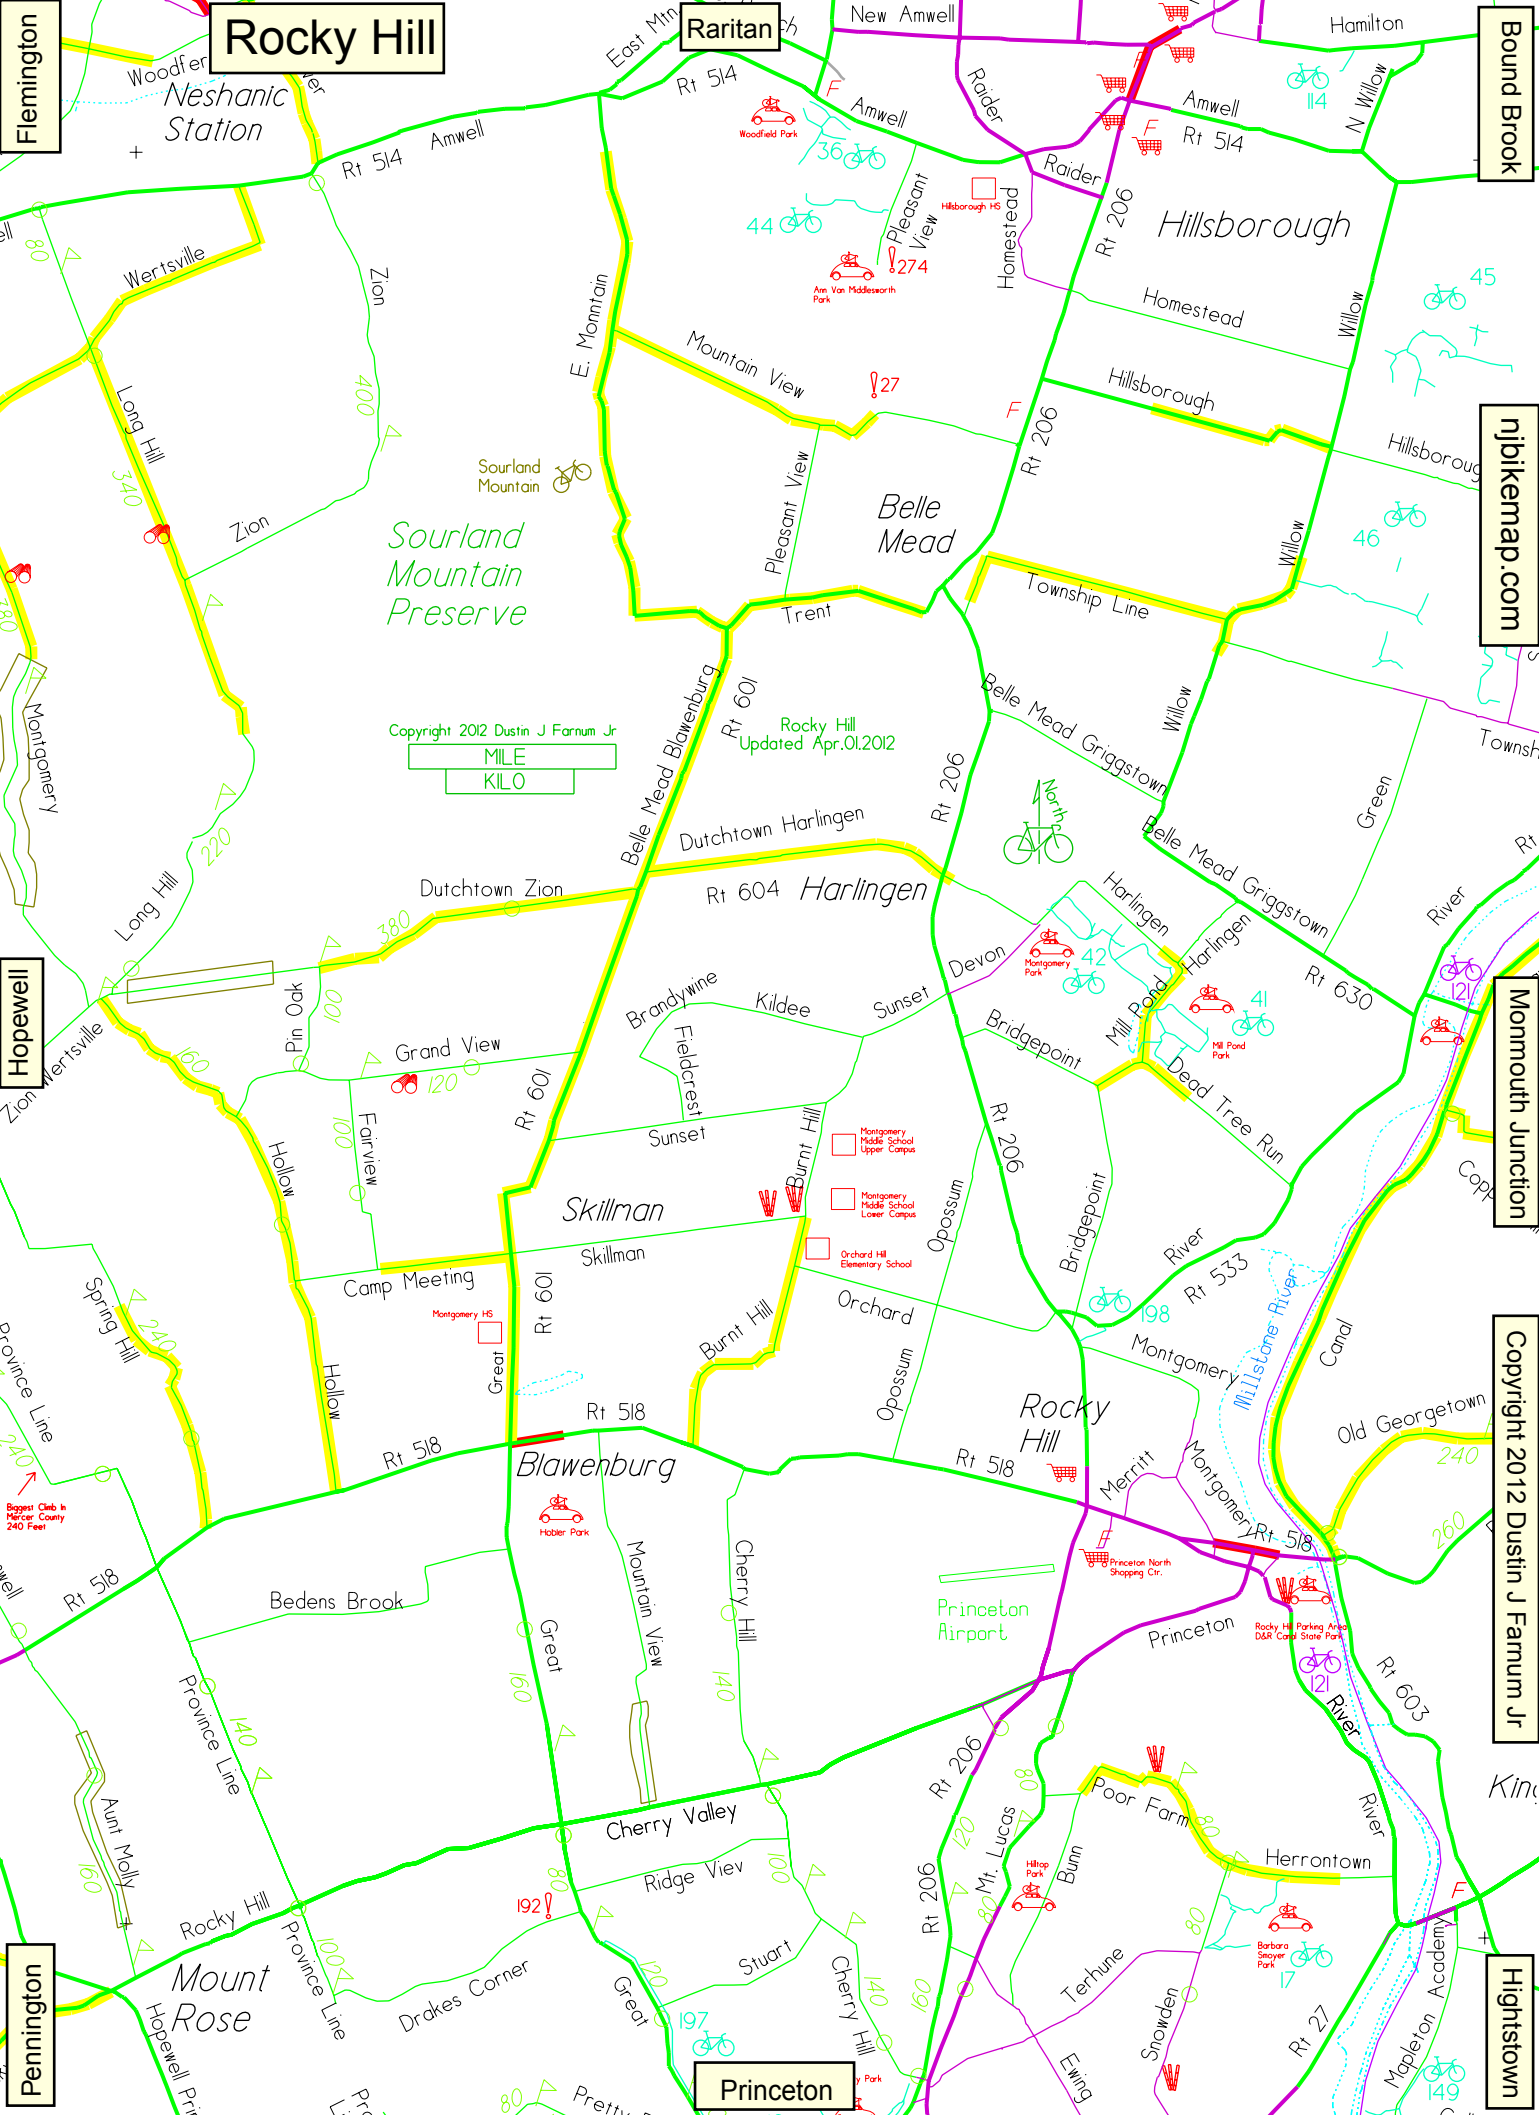 Rocky Hill
Raritan
Flemington
Bound Brook
New Amwell
Hamilton
East Mtn.
Woodfer
Neshanic
Station
Rt 514
Amwell
Rt 514
Amwell
Raider
Woodfield Park
36
Amwell
Rt 514
N Willow
114
F
F
Raider
Hillsborough HS
Homestead
Pleasant
View
44
274
Ann Van Middlesworth
Park
Rt 206
Hillsborough
45
Wertsville
80
Zion
E. Monntain
Homestead
Willow
Mountain View
27
F
Hillsborough
Rt 206
njbikemap.com
Long Hill
400
340
Zion
Sourland
Mountain
Sourland
Mountain
Preserve
Pleasant View
Belle
Mead
46
Willow
Township Line
Trent
380
Montgomery
Belle Mead Blawenburg
Rt 601
Copyright 2012 Dustin J Farnum Jr
MILE
KILO
Rocky Hill
Updated Apr.01.2012
Belle Mead Griggstown
Willow
Green
Rt 206
North
220
Dutchtown Harlingen
Rt 604
Harlingen
Dutchtown Zion
Long Hill
380
Harlingen
Harlingen
Belle Mead Griggstown
River
Rt 630
Hopewell
Devon
Montgomery
Park
42
Mill Pond
41
Mill Pond
Park
121
Monmouth Junction
Brandywine
Kildee
Sunset
Fieldcrest
Bridgepoint
Dead Tree Run
Pin Oak
100
Grand View
120
Zion Wertsville
160
Fairview
100
Rt 601
Sunset
Burnt Hill
Montgomery
Middle School
Upper Campus
Montgomery
Middle School
Lower Campus
Orchard Hill
Elementary School
Rt 206
Opossum
Bridgepoint
River
Rt 533
Hollow
Skillman
Skillman
Camp Meeting
Montgomery HS
Rt 601
Great
Burnt Hill
Orchard
198
Montgomery
Millstone River
Canal
Copyright 2012 Dustin J Farnum Jr
Spring Hill
240
Province Line
240
Biggest Climb In
Mercer County
240 Feet
Hollow
Rt 518
Rt 518
Blawenburg
Opossum
Rocky
Hill
Rt 518
Merritt
Montgomery
Rt 518
Old Georgetown
240
260
Hobler Park
Mountain View
Cherry Hill
F
Princeton North
Shopping Ctr.
Princeton
Airport
Princeton
Rocky Hill Parking Area
D&R Canal State Park
121
River
Rt 603
Rt 518
Bedens Brook
Great
160
140
Province Line
140
Rt 206
80
Mt. Lucas
120
Poor Farm
80
River
Aunt Molly
160
Cherry Valley
Ridge Viev
100
80
Rocky Hill
192
Rt 206
Hilltop
Park
80
Bunn
Herrontown
Barbara
Smoyer
Park
17
80
F
Mount
Rose
Province Line
100
Drakes Corner
Great
120
Stuart
Cherry Hill
140
160
197
Terhune
Snowden
Ewing
Rt 27
Mapleton
Academy
149
Pennington
Hopewell
Princeton
Hightstown
80